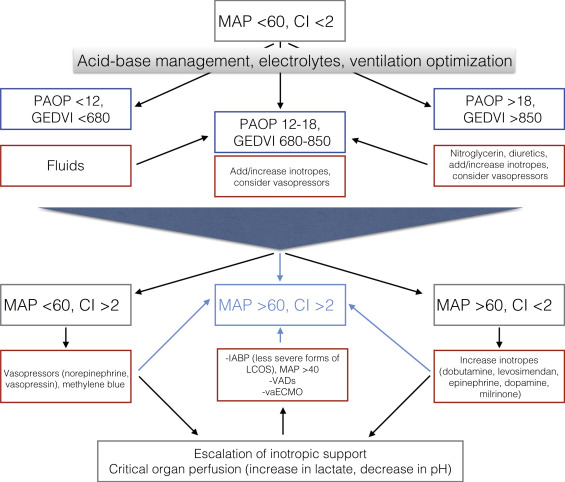 MAP <60, CI <2
Acid-base management, electrolytes, ventilation optimization
PAOP <12,
GEDVI <680
PAOP 12-18,
GEDVI 680-850
PAOP >18,
GEDVI >850
Fluids
Add/increase inotropes,
consider vasopressors
Nitroglycerin, diuretics,
add/increase inotropes,
consider vasopressors
MAP <60, CI >2
MAP >60, CI >2
MAP >60, CI <2
Vasopressors (norepinephrine,
vasopressin), methylene blue
-IABP (less severe forms of
LCOS), MAP >40
-VADs
-vaECMO
Increase inotropes
(dobutamine, levosimendan,
epinephrine, dopamine,
milrinone)
Escalation of inotropic support
Critical organ perfusion (increase in lactate, decrease in pH)